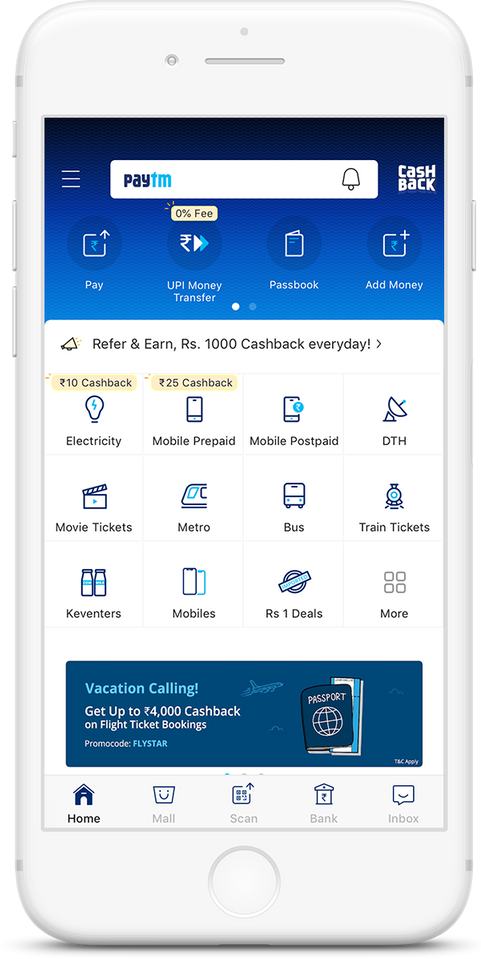 paytm
CASH
BACK
0% Fee
Pay
UPI Money
Transfer
Passbook
Add Money
Refer & Earn, Rs. 1000 Cashback everyday! >
₹10 Cashback
₹25 Cashback
Electricity
Mobile Prepaid
Mobile Postpaid
DTH
Movie Tickets
Metro
Bus
Train Tickets
Keventers
Mobiles
Rs 1 Deals
More
Vacation Calling!
Get Up to ₹4,000 Cashback
on Flight Ticket Bookings
Promocode: FLYSTAR
PASSPORT
T&C Apply
Home
Mall
Scan
Bank
Inbox